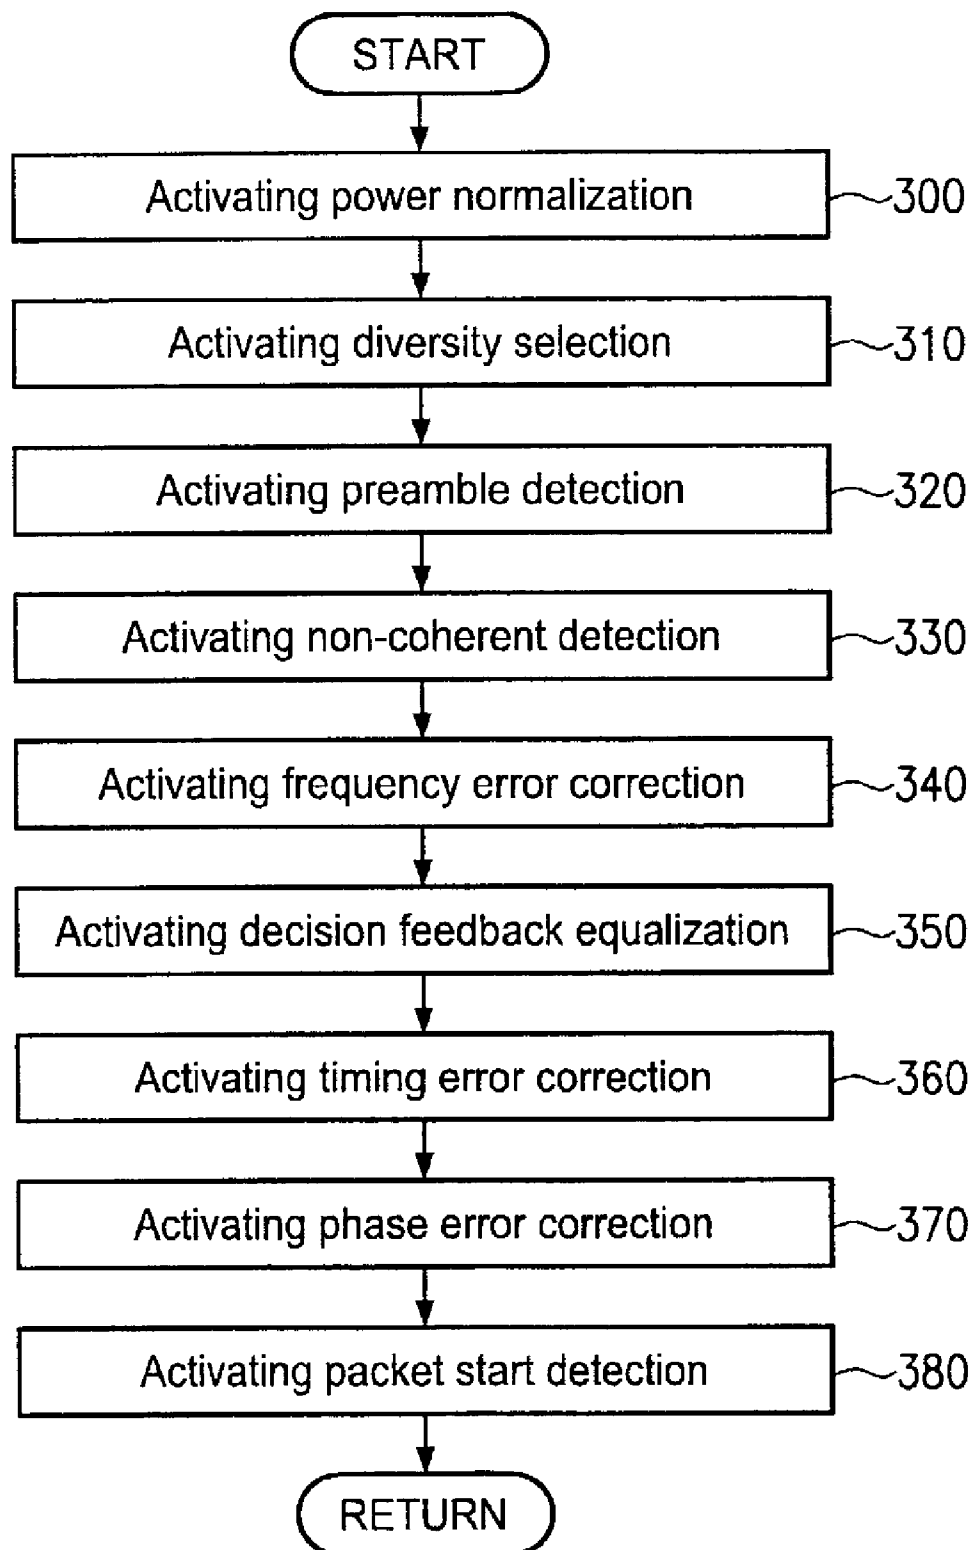 START
Activating power normalization 300
Activating diversity selection 310
Activating preamble detection 320
Activating non-coherent detection 330
Activating frequency error correction 340
Activating decision feedback equalization 350
Activating timing error correction 360
Activating phase error correction 370
Activating packet start detection 380
RETURN